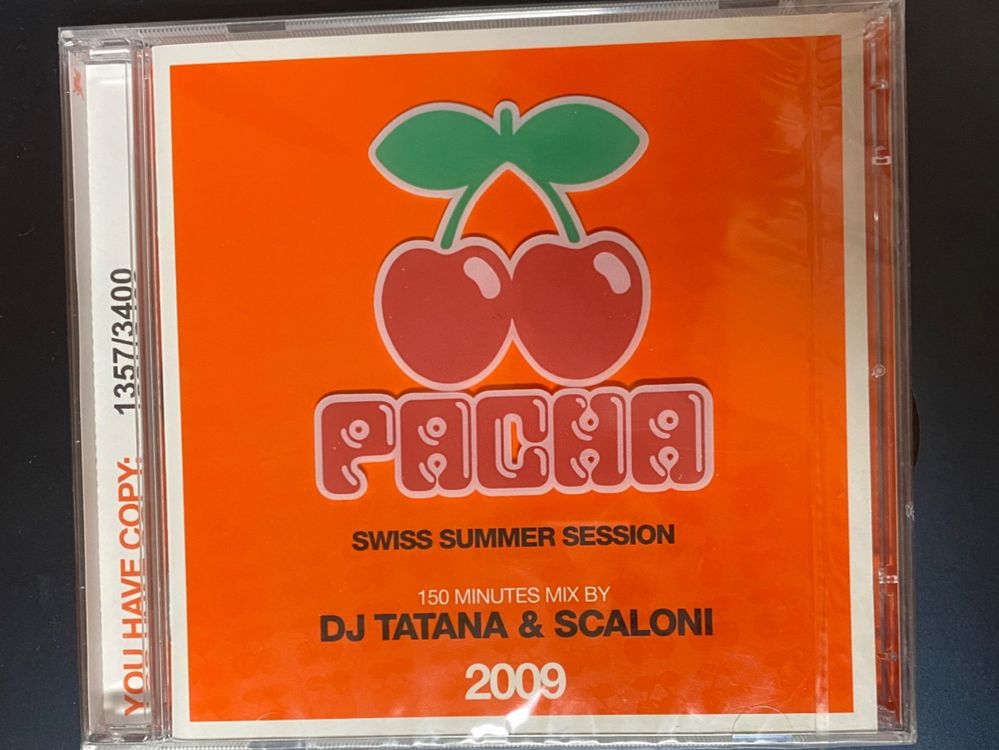 YOU HAVE COPY: 1357/3400
PACHA
SWISS SUMMER SESSION
150 MINUTES MIX BY
DJ TATANA & SCALONI
2009